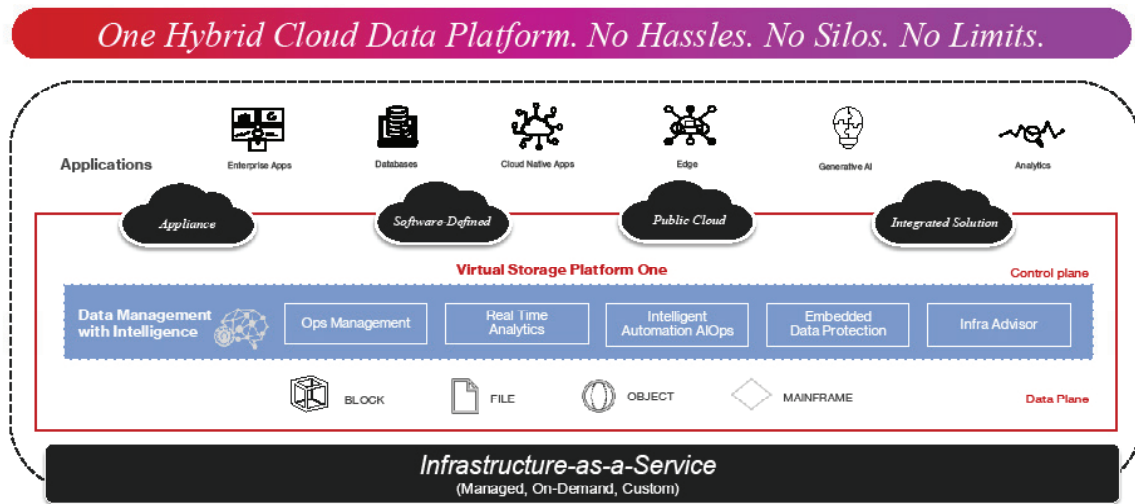 One Hybrid Cloud Data Platform. No Hassles. No Silos. No Limits.
Applications
Enterprise Apps
Databases
Cloud Native Apps
Edge
Generative AI
Analytics
Appliance
Software-Defined
Public Cloud
Integrated Solution
Virtual Storage Platform One
Control plane
Data Management
with Intelligence
Ops Management
Real Time
Analytics
Intelligent
Automation AIOps
Embedded
Data Protection
Infra Advisor
BLOCK
FILE
OBJECT
MAINFRAME
Data Plane
Infrastructure-as-a-Service
(Managed, On-Demand, Custom)